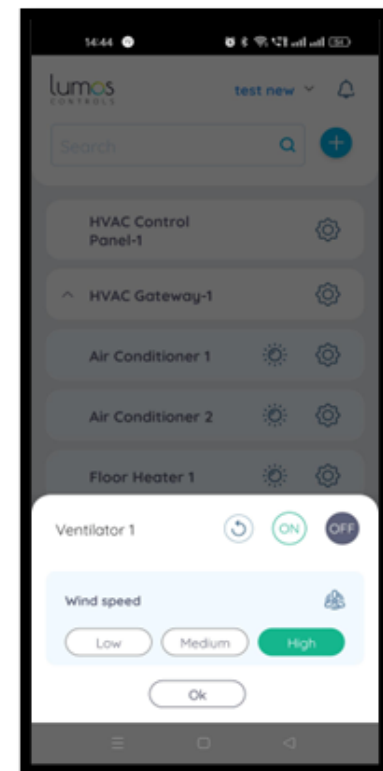 14:44
51
lumos
CONTROLS
test new
Search
HVAC Control
Panel-1
HVAC Gateway-1
Air Conditioner 1
Air Conditioner 2
Floor Heater 1
Ventilator 1
ON
OFF
Wind speed
Low
Medium
High
Ok